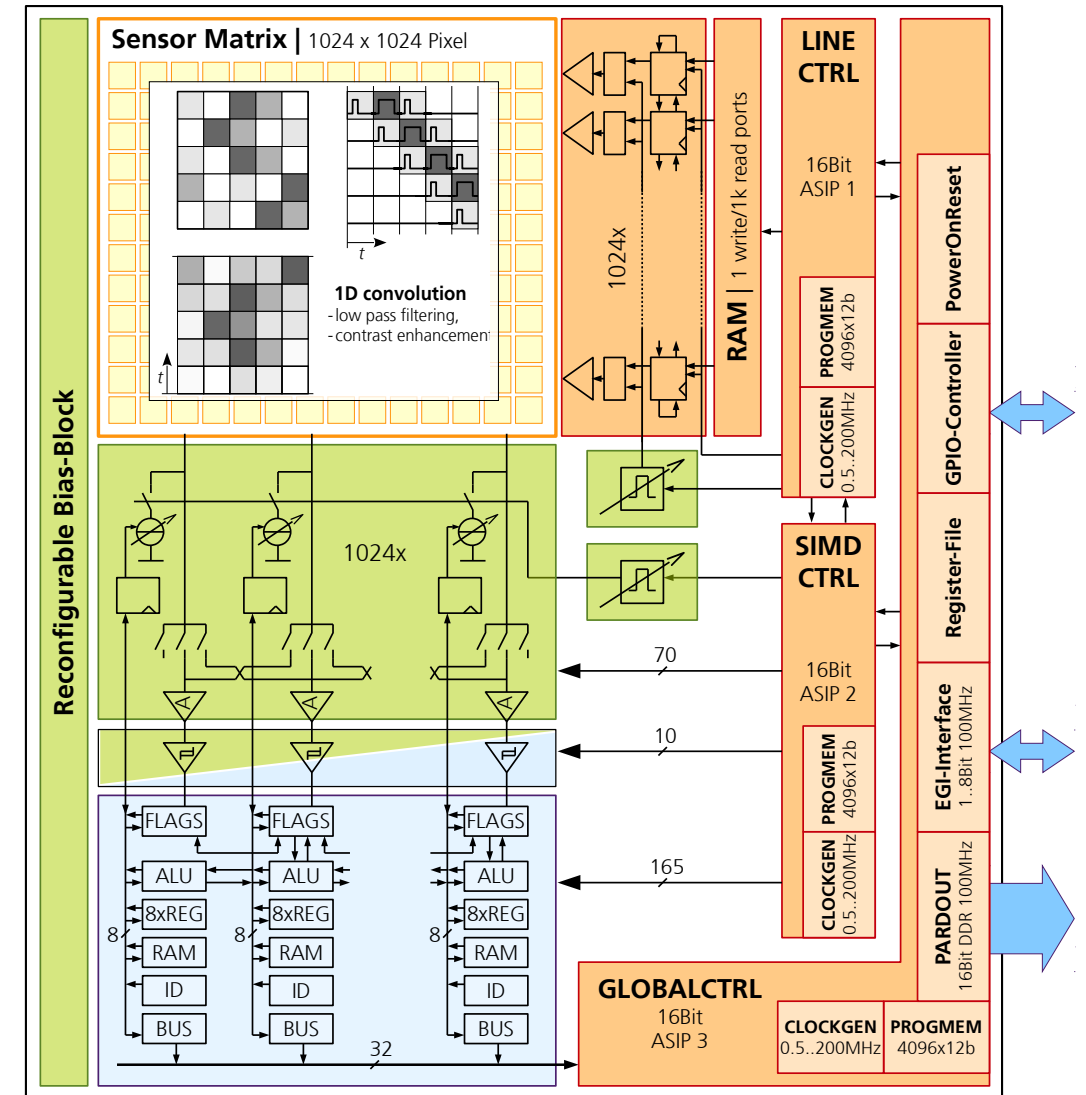 Reconfigurable Bias-Block
Sensor Matrix | 1024 x 1024 Pixel
t
1D convolution
- low pass filtering,
- contrast enhancement
t
1024x
RAM | 1 write/1k read ports
LINE
CTRL
16Bit
ASIP 1
PROGMEM
4096x12b
CLOCKGEN
0.5..200MHz
PowerOnReset
GPIO-Controller
Register-File
EGI-Interface
1..8Bit 100MHz
PARDOUT
16Bit DDR 100MHz
1024x
A
A
A
SIMD
CTRL
16Bit
ASIP 2
PROGMEM
4096x12b
CLOCKGEN
0.5..200MHz
70
10
165
FLAGS
FLAGS
FLAGS
ALU
ALU
ALU
8xREG
8xREG
8xREG
8
8
8
RAM
RAM
RAM
ID
ID
ID
BUS
BUS
BUS
32
GLOBALCTRL
16Bit
ASIP 3
CLOCKGEN
0.5..200MHz
PROGMEM
4096x12b